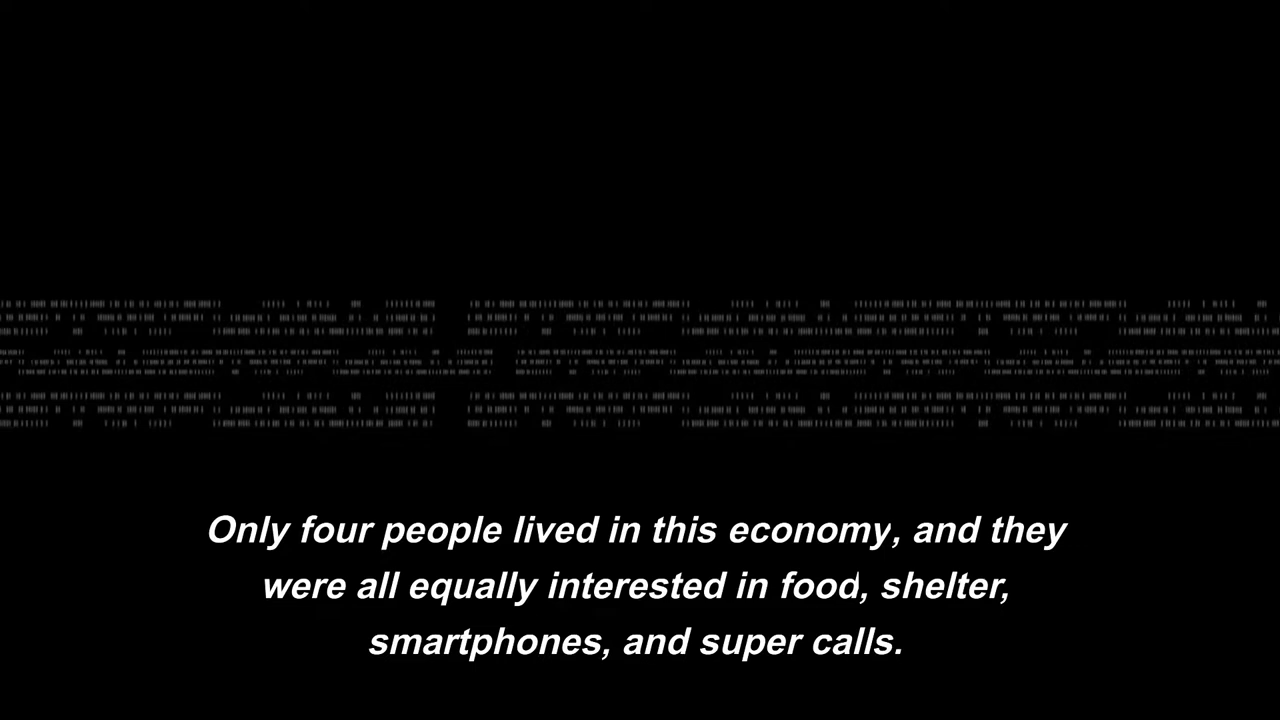 Only four people lived in this economy, and they
were all equally interested in food, shelter,
smartphones, and super calls.